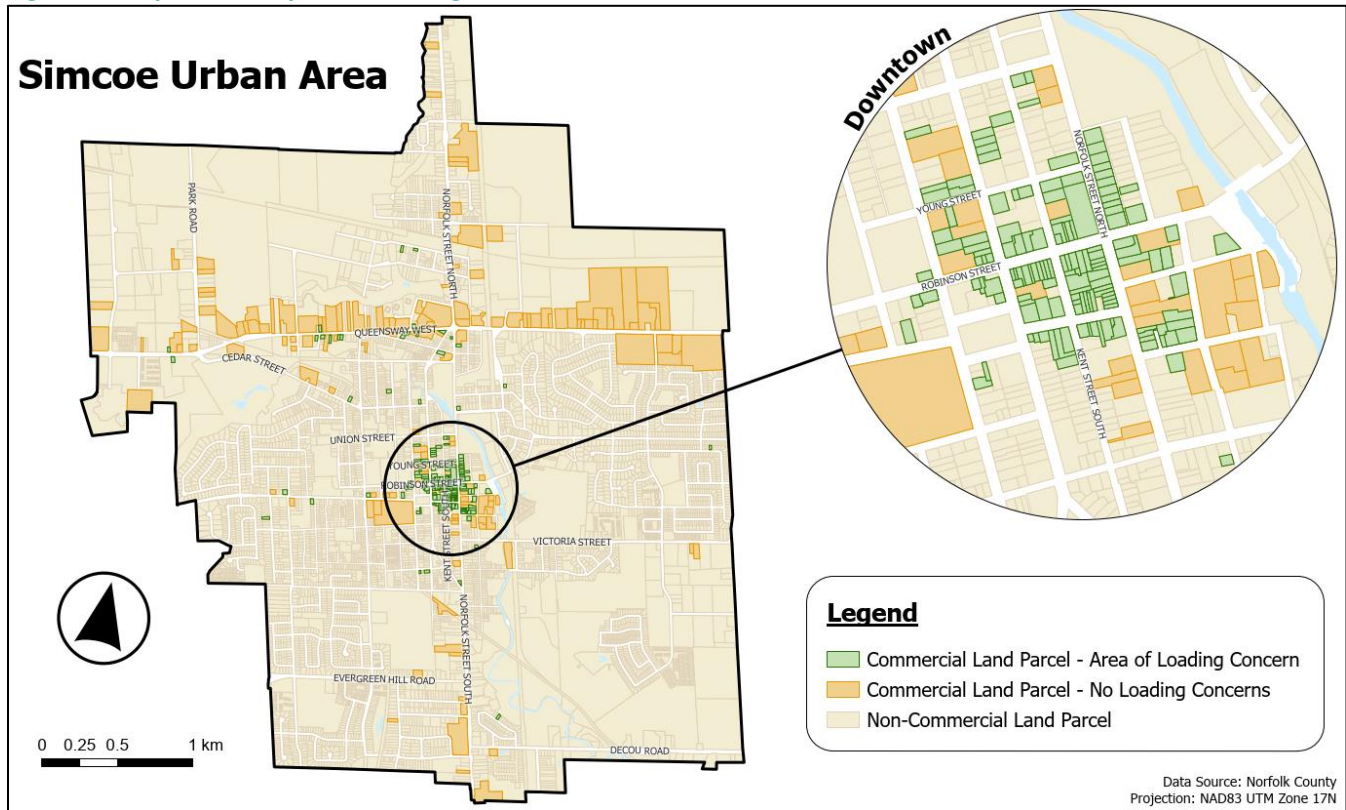 Simcoe Urban Area
Downtown
PARK ROAD
NORFOLK STREET NORTH
QUEENSWAY WEST
CEDAR STREET
UNION STREET
YOUNG STREET
ROBINSON STREET
KENT STREET SOUTH
VICTORIA STREET
NORFOLK STREET SOUTH
EVERGREEN HILL ROAD
DECOU ROAD
0 0.25 0.5 1 km
NORFOLK STREET NORTH
YOUNG STREET
ROBINSON STREET
KENT STREET SOUTH
Legend
Commercial Land Parcel - Area of Loading Concern
Commercial Land Parcel - No Loading Concerns
Non-Commercial Land Parcel
Data Source: Norfolk County
Projection: NAD83 UTM Zone 17N